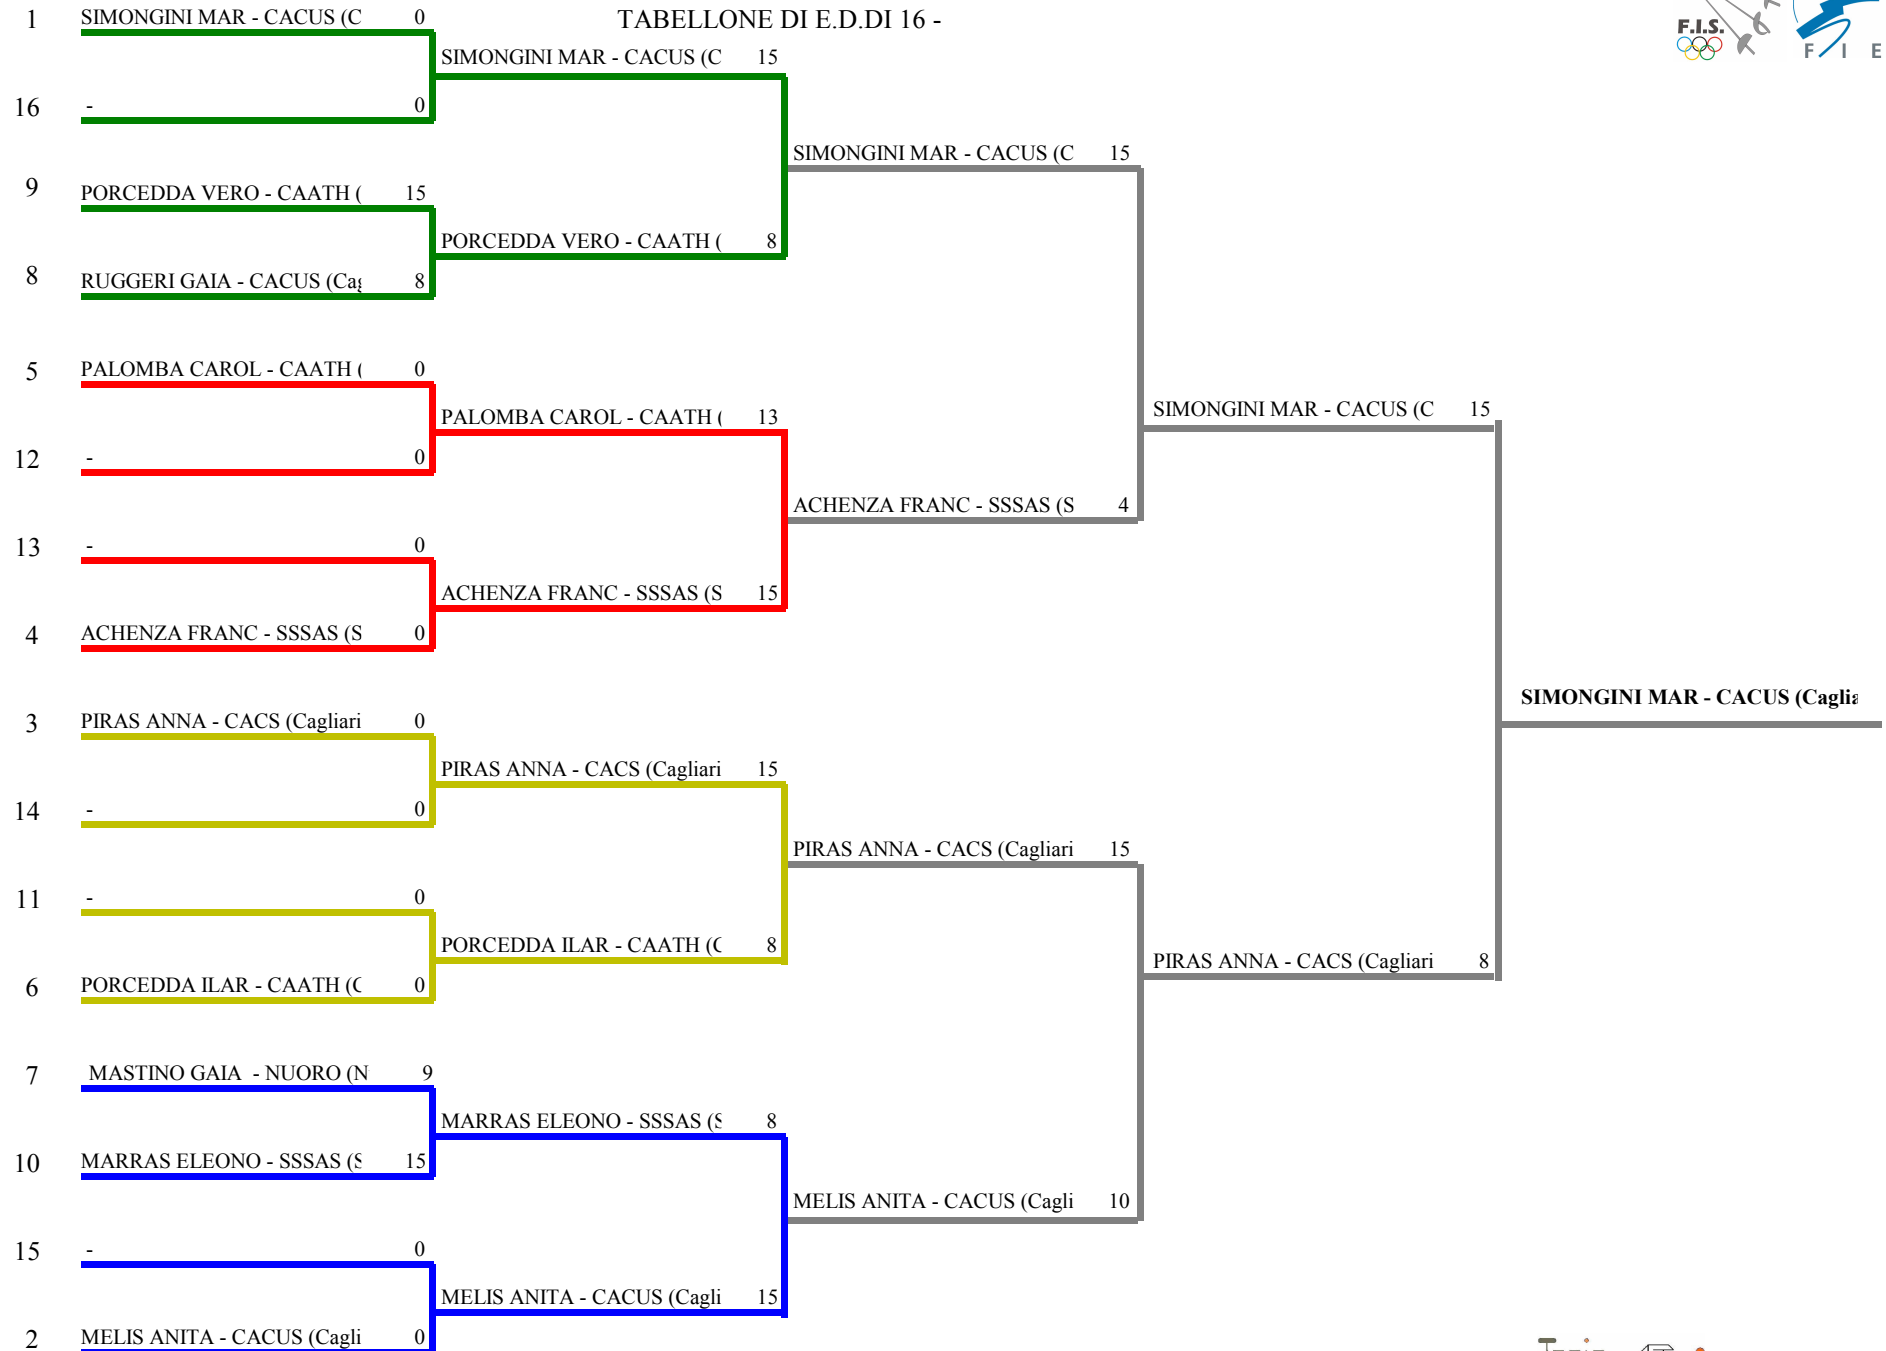 1 SIMONGINI MAR - CACUS (C 0
TABELLONE DI E.D.DI 16 -
F.I.S.
F I E
SIMONGINI MAR - CACUS (C 15
16 - 0
SIMONGINI MAR - CACUS (C 15
9 PORCEDDA VERO - CAATH ( 15
PORCEDDA VERO - CAATH ( 8
8 RUGGERI GAIA - CACUS (Cag 8
5 PALOMBA CAROL - CAATH ( 0
PALOMBA CAROL - CAATH ( 13
SIMONGINI MAR - CACUS (C 15
12 - 0
ACHENZA FRANC - SSSAS (S 4
13 - 0
ACHENZA FRANC - SSSAS (S 15
4 ACHENZA FRANC - SSSAS (S 0
SIMONGINI MAR - CACUS (Caglia
3 PIRAS ANNA - CACS (Cagliari 0
PIRAS ANNA - CACS (Cagliari 15
14 - 0
PIRAS ANNA - CACS (Cagliari 15
11 - 0
PORCEDDA ILAR - CAATH (C 8
PIRAS ANNA - CACS (Cagliari 8
6 PORCEDDA ILAR - CAATH (C 0
7 MASTINO GAIA - NUORO (N 9
MARRAS ELEONO - SSSAS (S 8
10 MARRAS ELEONO - SSSAS (S 15
MELIS ANITA - CACUS (Cagli 10
15 - 0
MELIS ANITA - CACUS (Cagli 15
2 MELIS ANITA - CACUS (Cagli 0